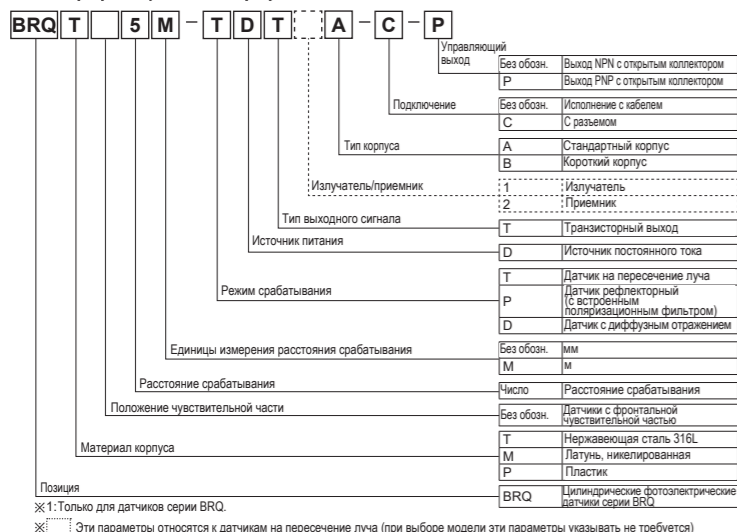 BRQ T 5 M - T D T A - C - P
Управляющий
выход
Без обозн. Выход NPN с открытым коллектором
P Выход PNP с открытым коллектором
Подключение
Без обозн. Исполнение с кабелем
C С разъемом
Тип корпуса
A Стандартный корпус
B Короткий корпус
Излучатель/приемник
1 Излучатель
2 Приемник
Тип выходного сигнала
T Транзисторный выход
Источник питания
D Источник постоянного тока
Режим срабатывания
T Датчик на пересечение луча
P Датчик рефлекторный
(с встроенным
поляризационным фильтром)
D Датчик с диффузным отражением
Единицы измерения расстояния срабатывания
Без обозн. мм
M м
Расстояние срабатывания
Число Расстояние срабатывания
Положение чувствительной части
Без обозн. Датчики с фронтальной
чувствительной частью
Материал корпуса
T Нержавеющая сталь 316L
M Латунь, никелированная
P Пластик
Позиция
BRQ Цилиндрические фотоэлектрические
датчики серии BRQ
※1:Только для датчиков серии BRQ.
※ Эти параметры относятся к датчикам на пересечение луча (при выборе модели эти параметры указывать не требуется)